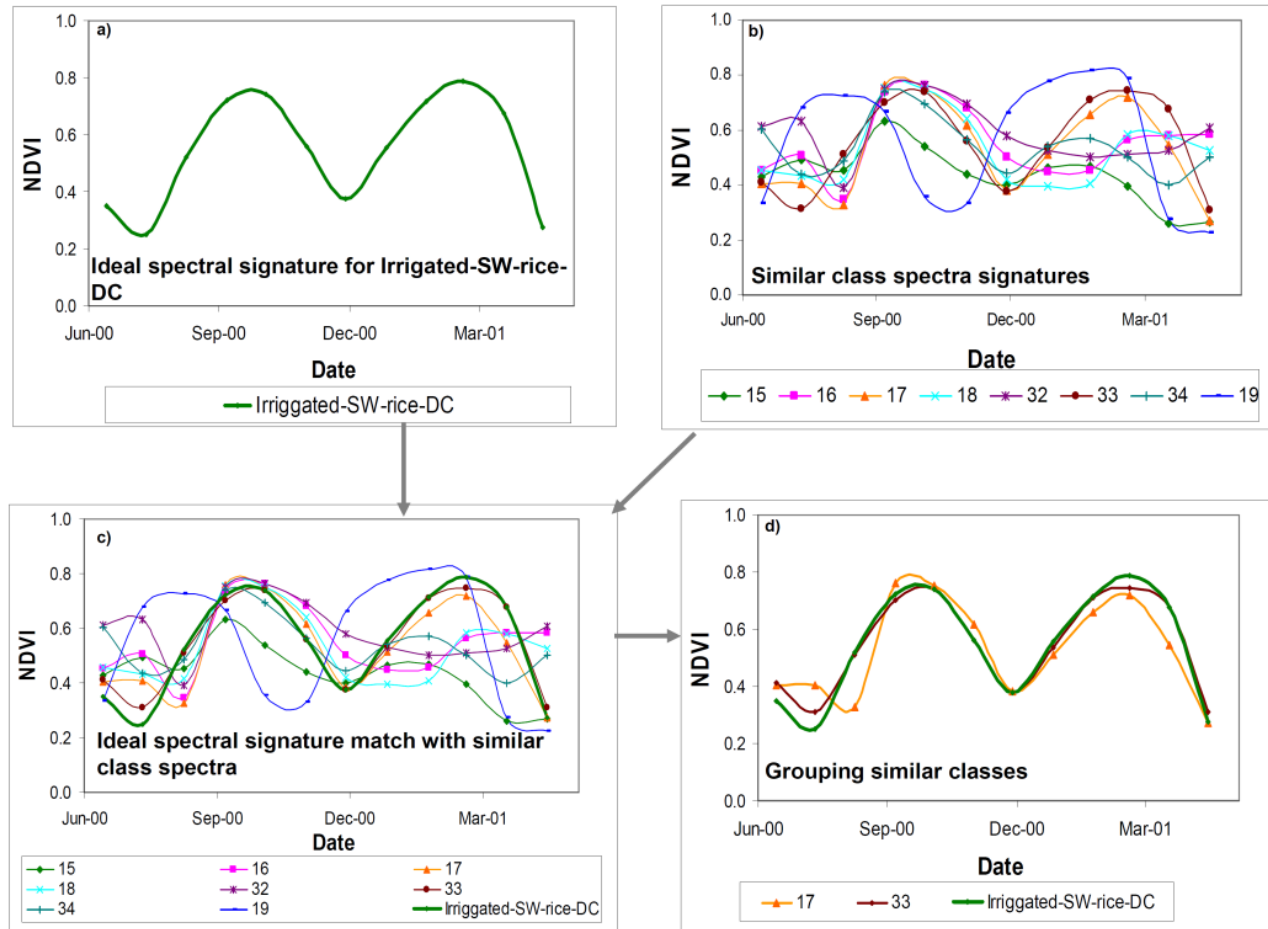 a)
NDVI
1.0
0.8
0.6
0.4
0.2
0.0
Ideal spectral signature for Irrigated-SW-rice-
DC
Jun-00 Sep-00 Dec-00 Mar-01
Date
Irriggated-SW-rice-DC
b)
NDVI
1.0
0.8
0.6
0.4
0.2
0.0
Similar class spectra signatures
Jun-00 Sep-00 Dec-00 Mar-01
Date
15 16 17 18 32 33 34 19
c)
NDVI
1.0
0.8
0.6
0.4
0.2
0.0
Ideal spectral signature match with similar
class spectra
Jun-00 Sep-00 Dec-00 Mar-01
Date
15 16 17
18 32 33
34 19 Irriggated-SW-rice-DC
d)
NDVI
1.0
0.8
0.6
0.4
0.2
0.0
Grouping similar classes
Jun-00 Sep-00 Dec-00 Mar-01
Date
17 33 Irriggated-SW-rice-DC